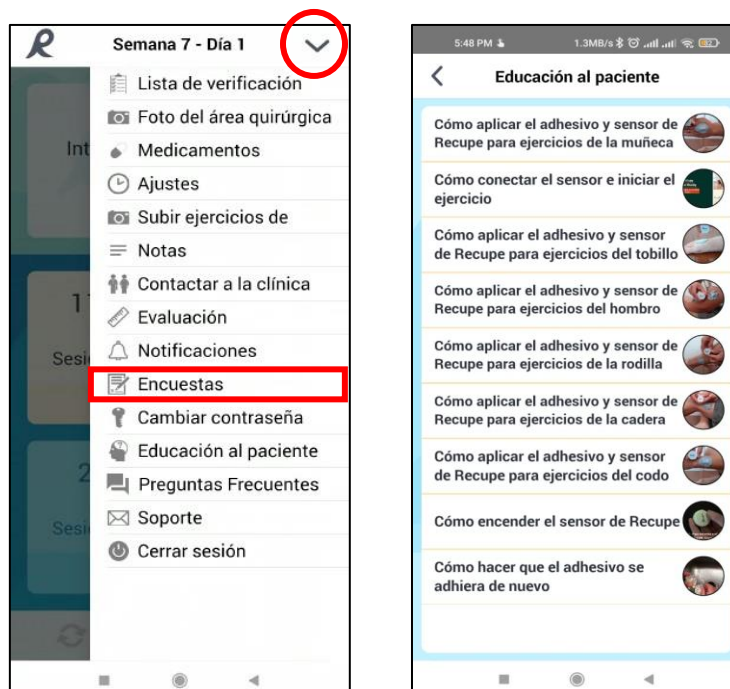 R
Semana 7 - Día 1
Lista de verificación
Foto del área quirúrgica
Int
Medicamentos
Ajustes
Subir ejercicios de
Notas
Contactar a la clínica
1
Evaluación
Sesi
Notificaciones
Encuestas
Cambiar contraseña
Educación al paciente
2
Preguntas Frecuentes
Sesi
Soporte
Cerrar sesión
5:48 PM 1.3MB/s
Educación al paciente
Cómo aplicar el adhesivo y sensor de
Recupe para ejercicios de la muñeca
Cómo conectar el sensor e iniciar el
ejercicio
Cómo aplicar el adhesivo y sensor
de Recupe para ejercicios del tobillo
Cómo aplicar el adhesivo y sensor de
Recupe para ejercicios del hombro
Cómo aplicar el adhesivo y sensor de
Recupe para ejercicios de la rodilla
Cómo aplicar el adhesivo y sensor de
Recupe para ejercicios de la cadera
Cómo aplicar el adhesivo y sensor
de Recupe para ejercicios del codo
Cómo encender el sensor de Recupe
Cómo hacer que el adhesivo se
adhiera de nuevo